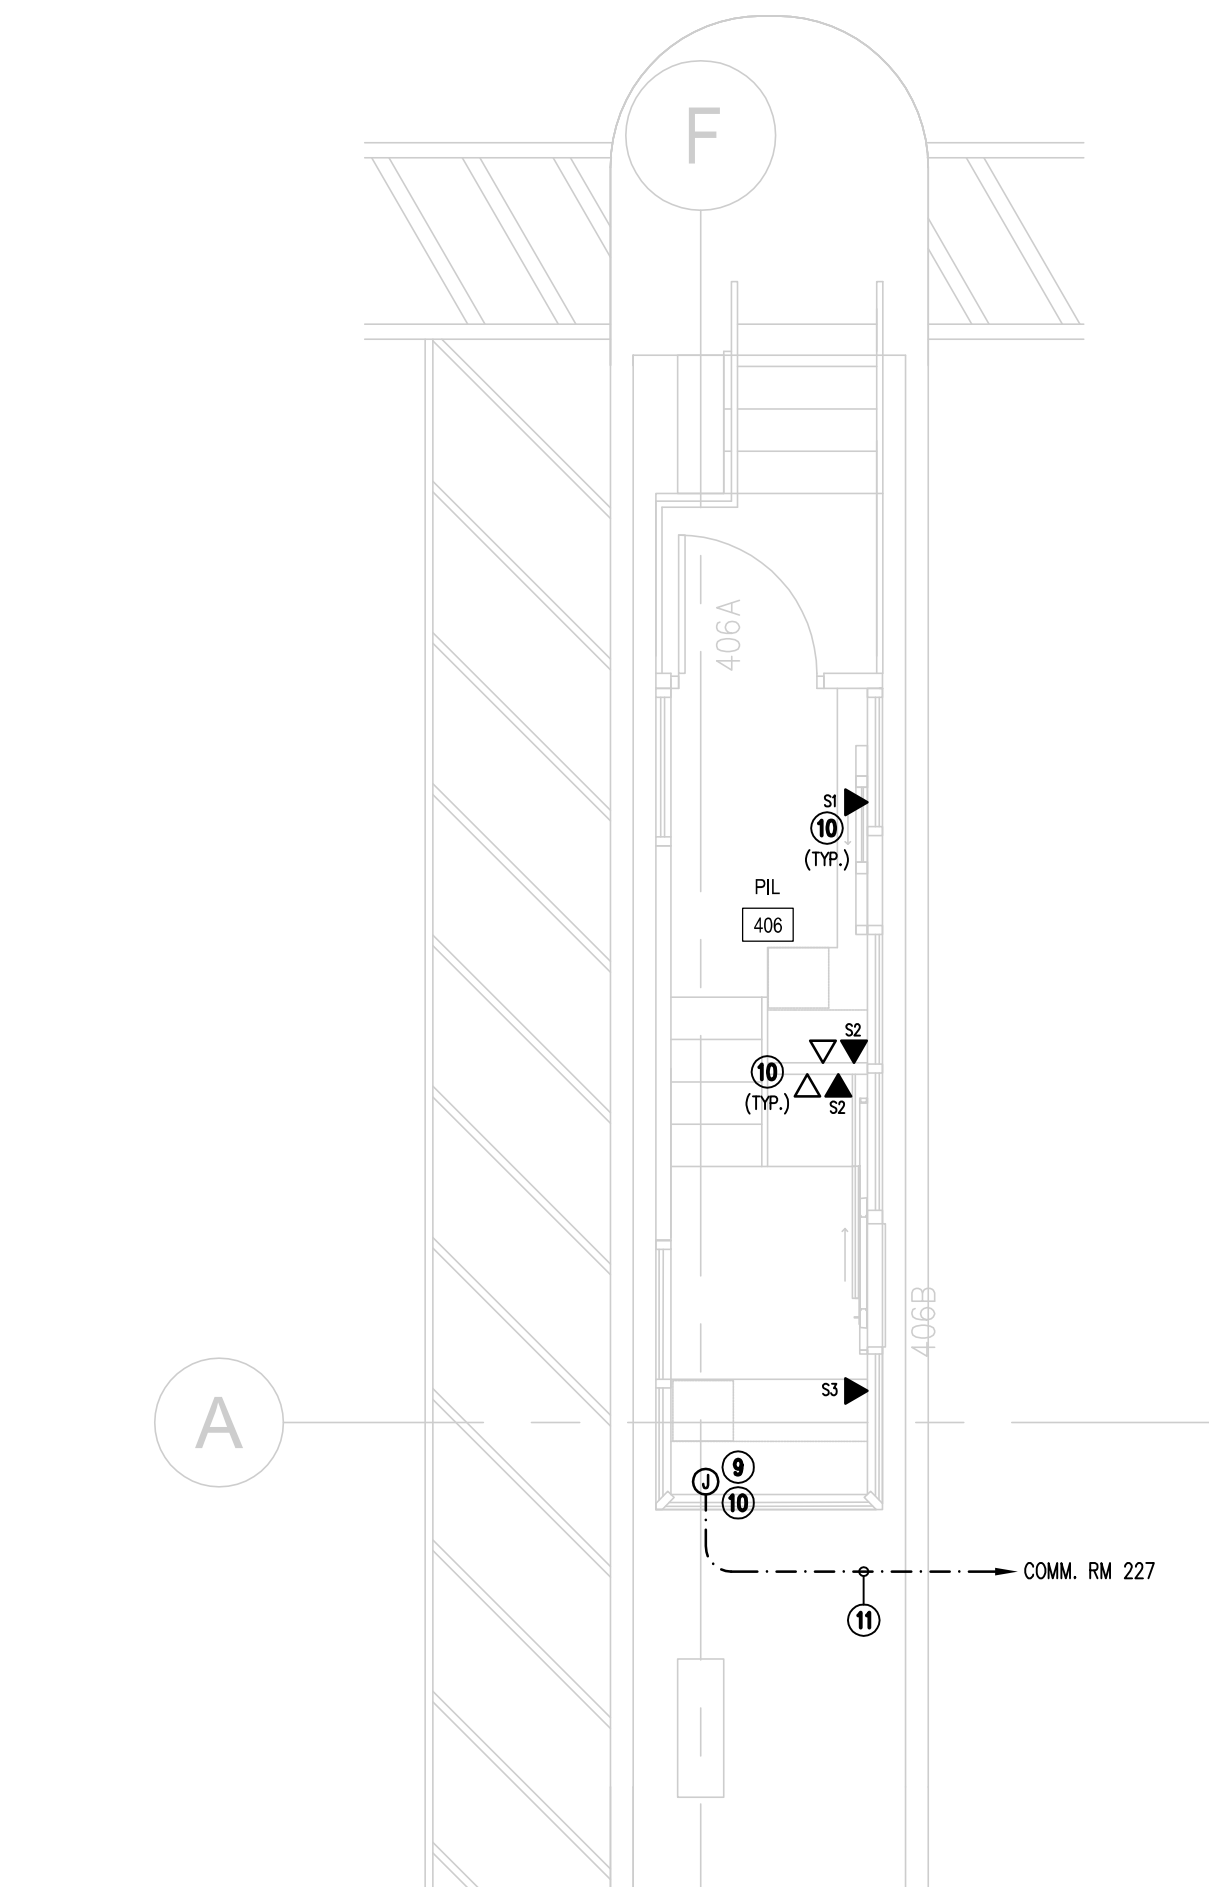 F
406A
S1
10
(TYP.)
PIL
406
S2
10
(TYP.)
S2
406B
S3
A
J
9
10
COMM. RM 227
11